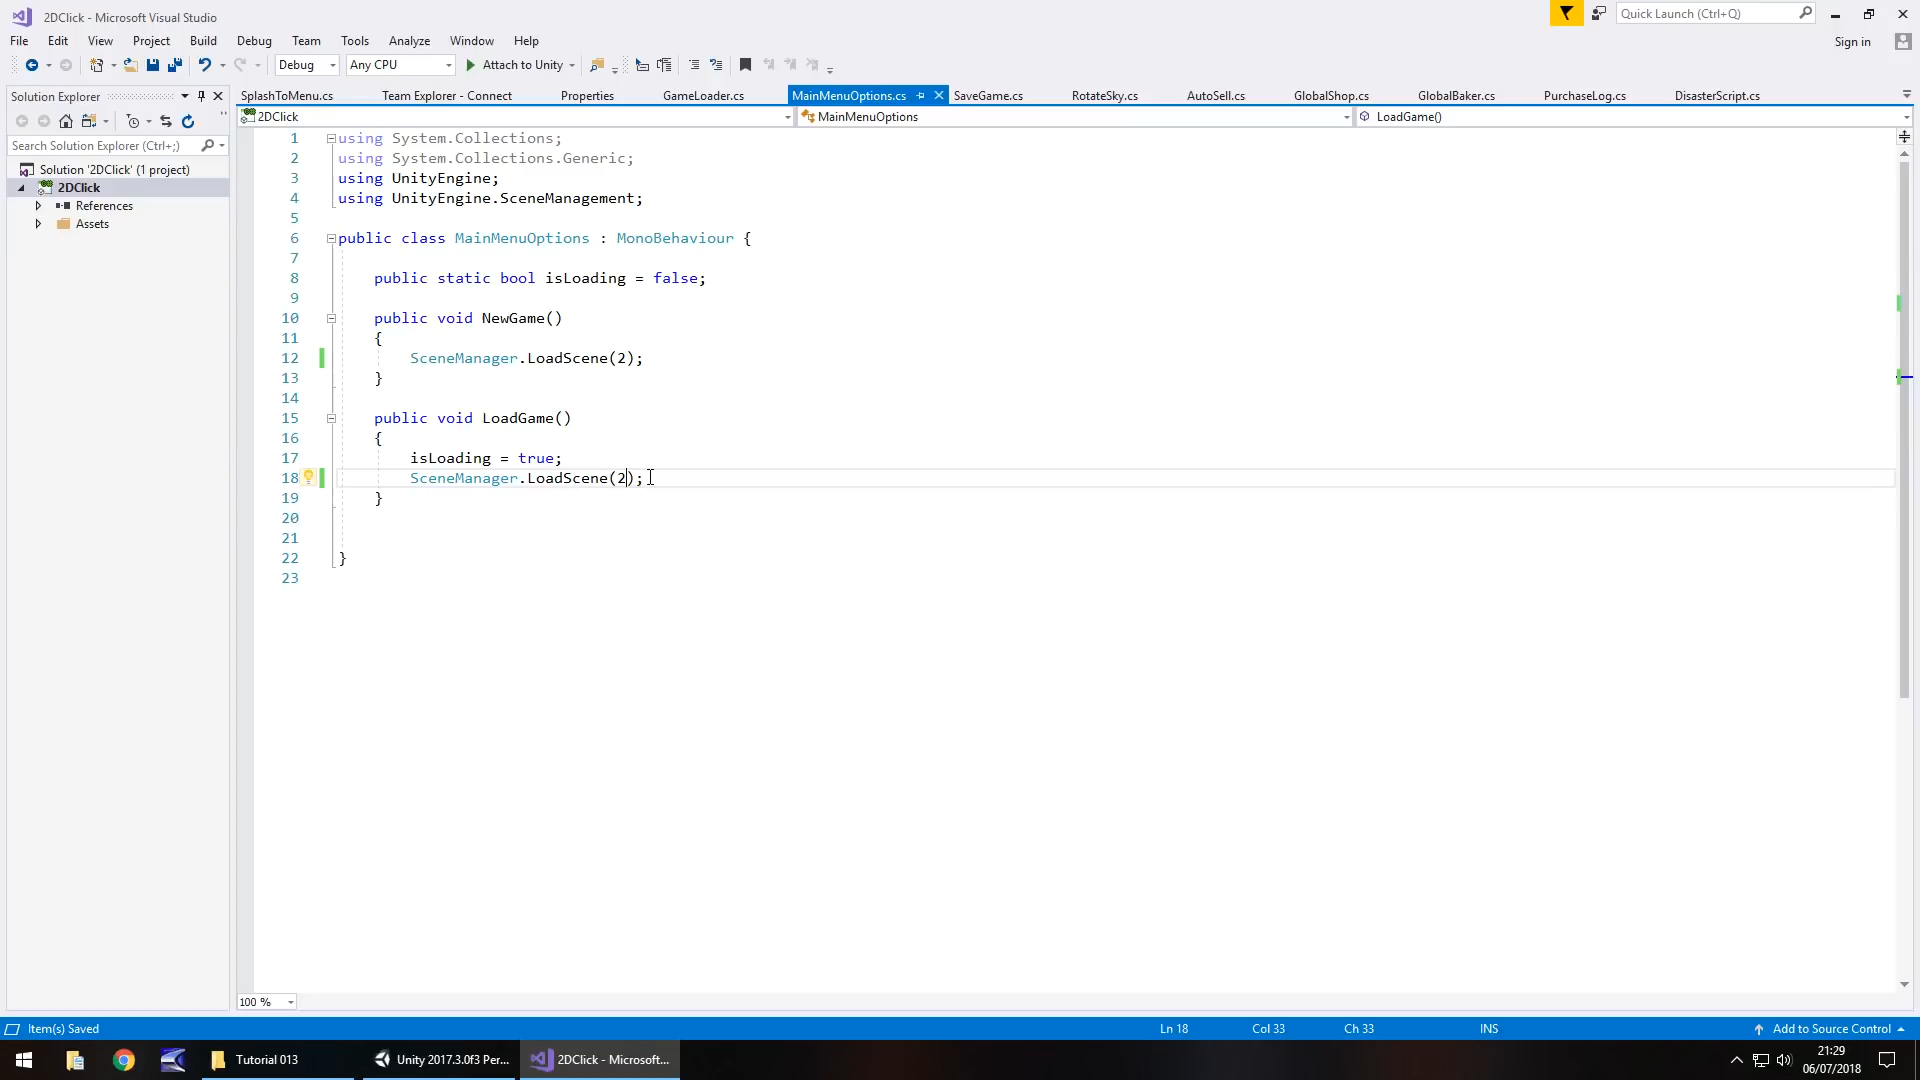 2DClick - Microsoft Visual Studio
Quick Launch (Ctrl+Q)
File Edit View Project Build Debug Team Tools Analyze Window Help
Sign in
Debug Any CPU Attach to Unity
Solution Explorer
SplashToMenu.cs Team Explorer - Connect Properties GameLoader.cs MainMenuOptions.cs SaveGame.cs RotateSky.cs AutoSell.cs GlobalShop.cs GlobalBaker.cs PurchaseLog.cs DisasterScript.cs
2DClick MainMenuOptions LoadGame()
Search Solution Explorer (Ctrl+;)
Solution '2DClick' (1 project)
2DClick
References
Assets
1 using System.Collections;
2 using System.Collections.Generic;
3 using UnityEngine;
4 using UnityEngine.SceneManagement;
5
6 public class MainMenuOptions : MonoBehaviour {
7
8 public static bool isLoading = false;
9
10 public void NewGame()
11 {
12 SceneManager.LoadScene(2);
13 }
14
15 public void LoadGame()
16 {
17 isLoading = true;
18 SceneManager.LoadScene(2);
19 }
20
21
22 }
23
100 %
Item(s) Saved Ln 18 Col 33 Ch 33 INS Add to Source Control
Tutorial 013 Unity 2017.3.0f3 Per... 2DClick - Microsoft...
21:29
06/07/2018